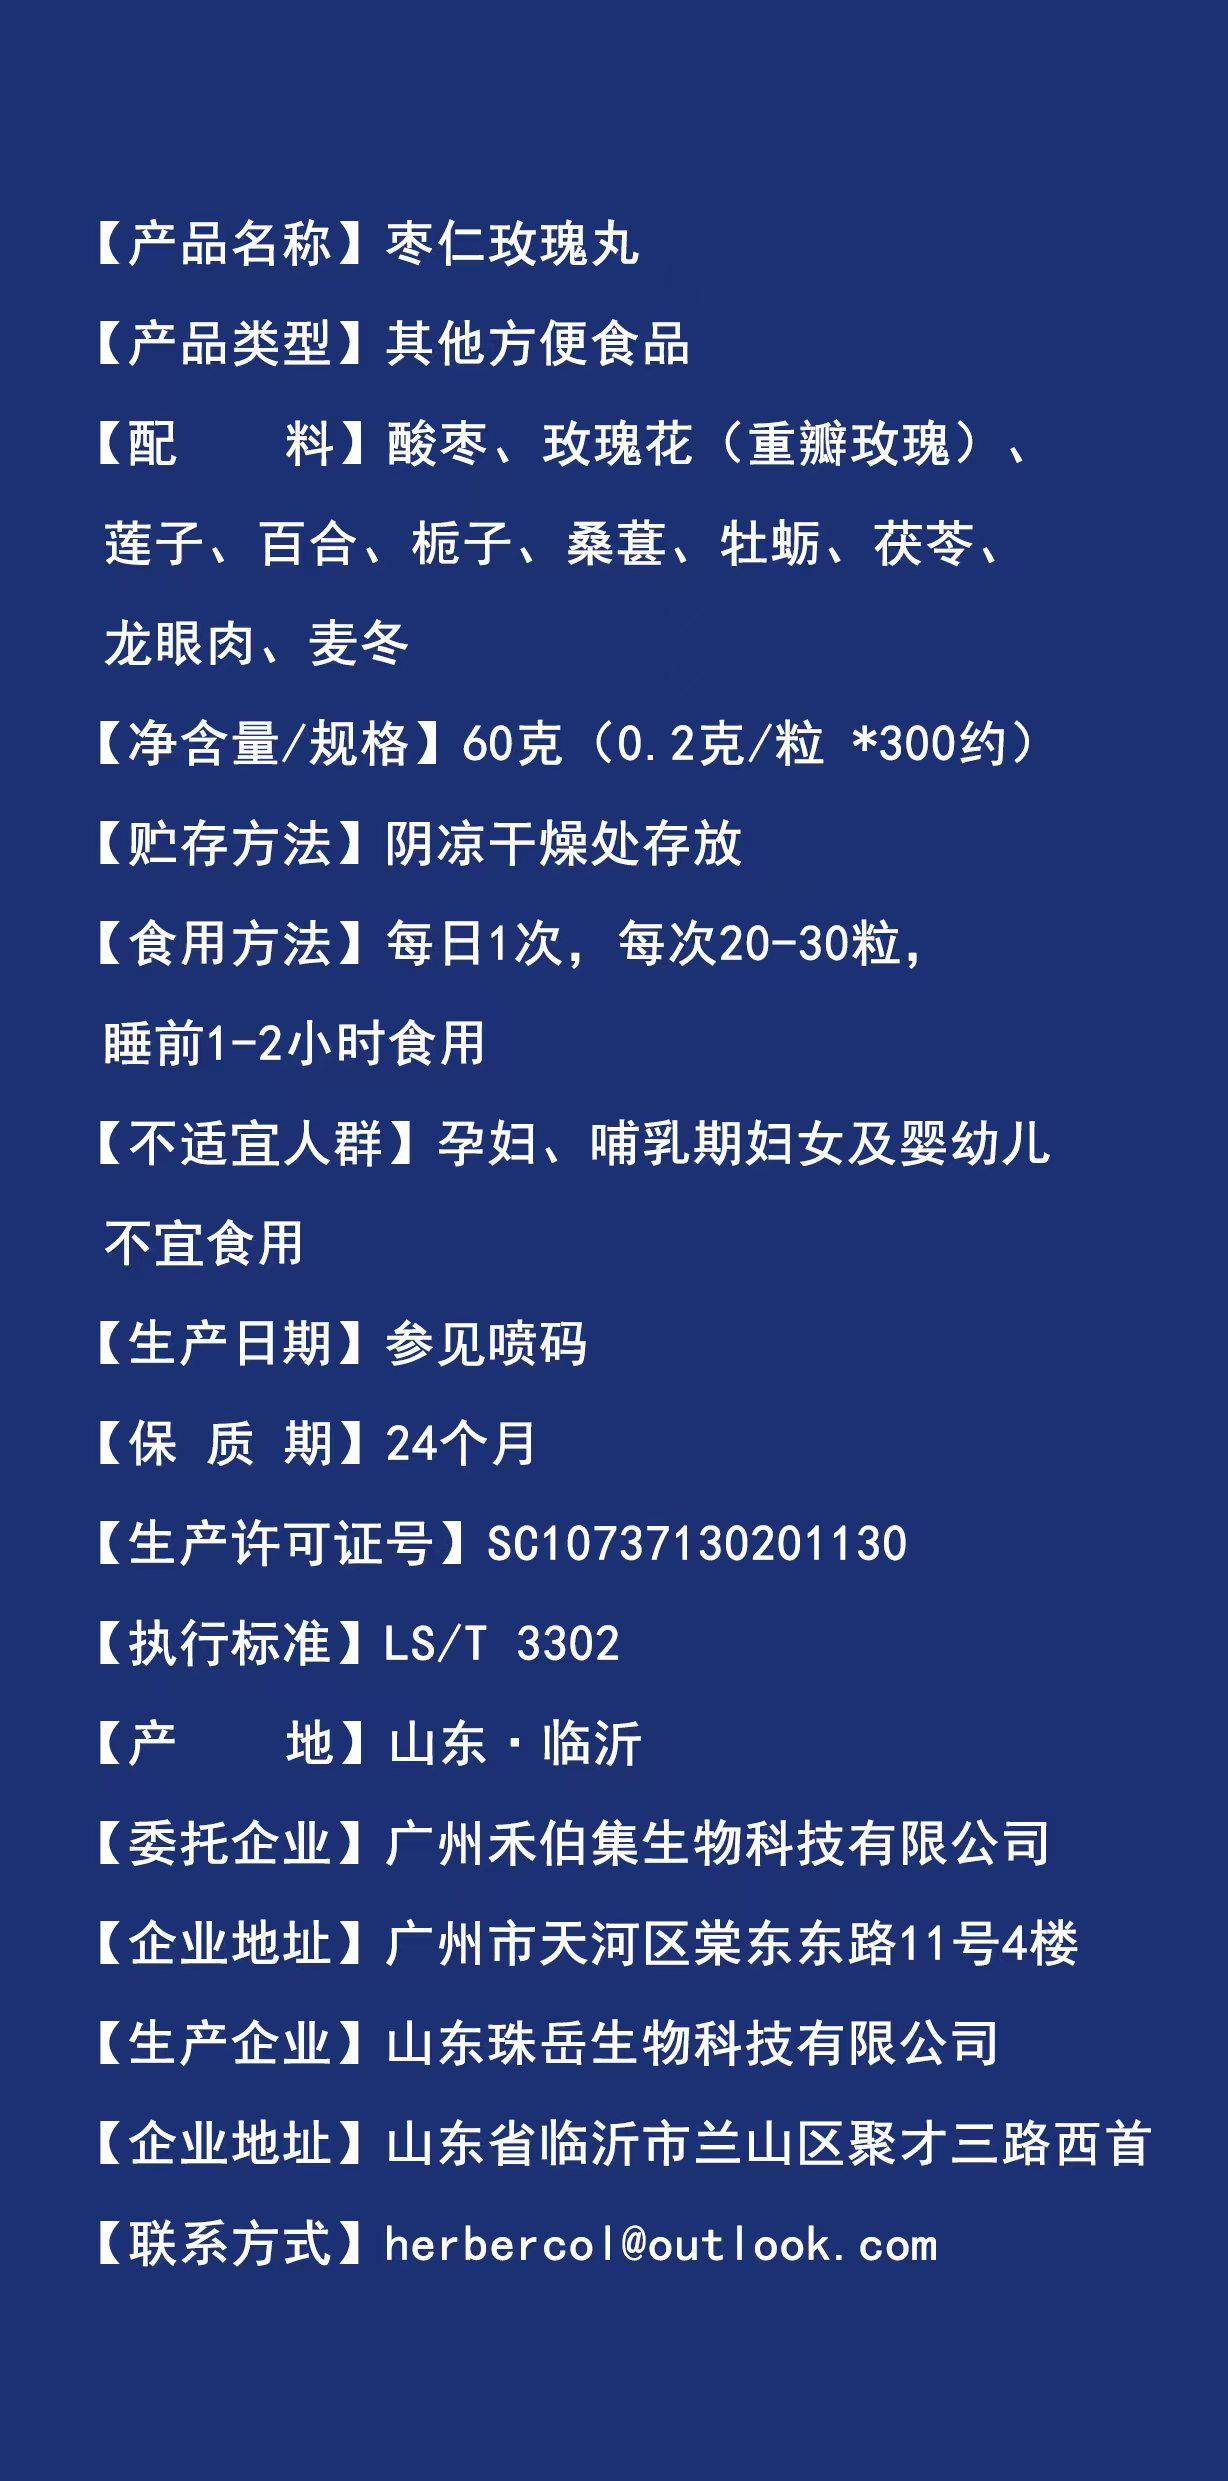 【产品名称】枣仁玫瑰丸
【产品类型】其他方便食品
【配 料】酸枣、玫瑰花（重瓣玫瑰）、
莲子、百合、栀子、桑葚、牡蛎、茯苓、
龙眼肉、麦冬
【净含量/规格】60克（0.2克/粒 *300约）
【贮存方法】阴凉干燥处存放
【食用方法】每日1次，每次20-30粒，
睡前1-2小时食用
【不适宜人群】孕妇、哺乳期妇女及婴幼儿
不宜食用
【生产日期】参见喷码
【保 质 期】24个月
【生产许可证号】SC10737130201130
【执行标准】LS/T 3302
【产 地】山东·临沂
【委托企业】广州禾伯集生物科技有限公司
【企业地址】广州市天河区棠东东路11号4楼
【生产企业】山东珠岳生物科技有限公司
【企业地址】山东省临沂市兰山区聚才三路西首
【联系方式】herbercol@outlook.com